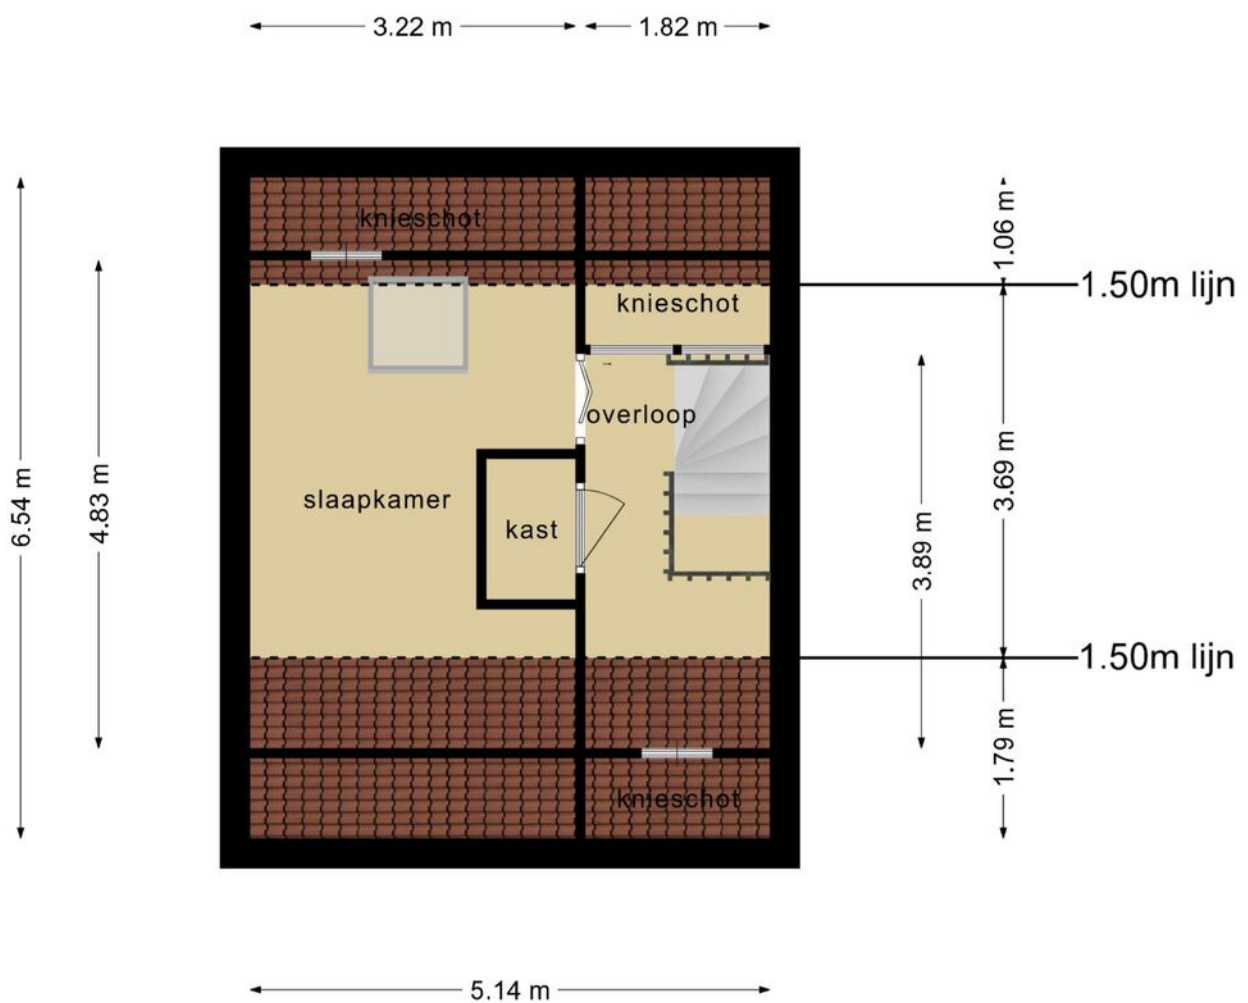 3.22 m
1.82 m
knieschot
1.06 m
1.50m lijn
knieschot
overloop
6.54 m
4.83 m
slaapkamer
kast
3.89 m
3.69 m
1.50m lijn
1.79 m
knieschot
5.14 m